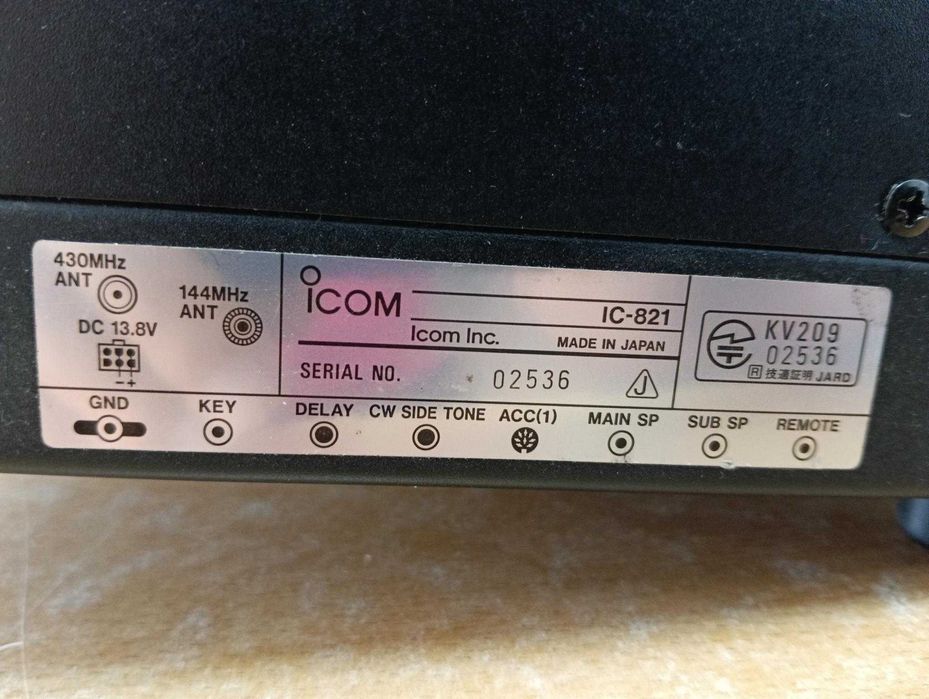 430MHz
ANT
144MHz
ANT
DC 13.8V
- +
ICOM
IC-821
Icom Inc.
MADE IN JAPAN
SERIAL NO. 02536
J
KV209
02536
R 技適証明 JARD
GND
KEY
DELAY
CW SIDE TONE
ACC(1)
MAIN SP
SUB SP
REMOTE